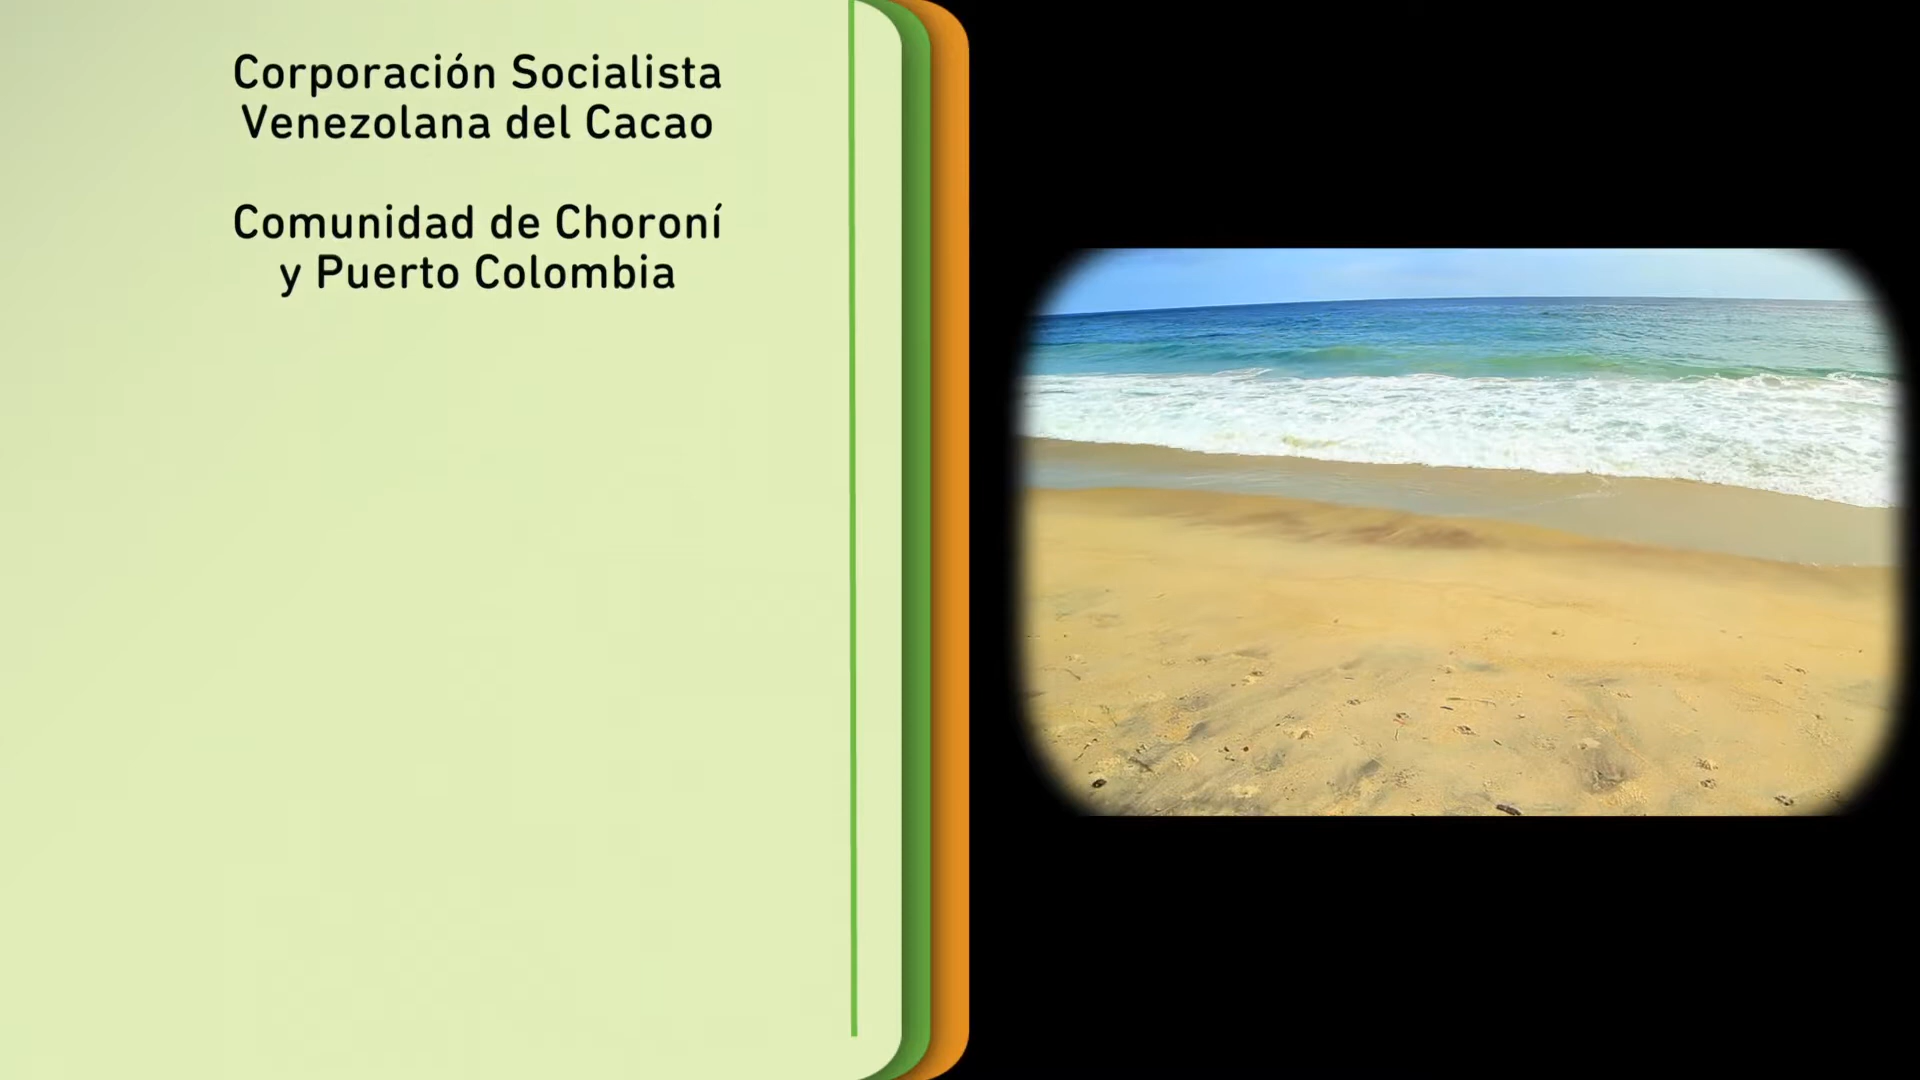 Corporación Socialista
Venezolana del Cacao
Comunidad de Choroní
y Puerto Colombia